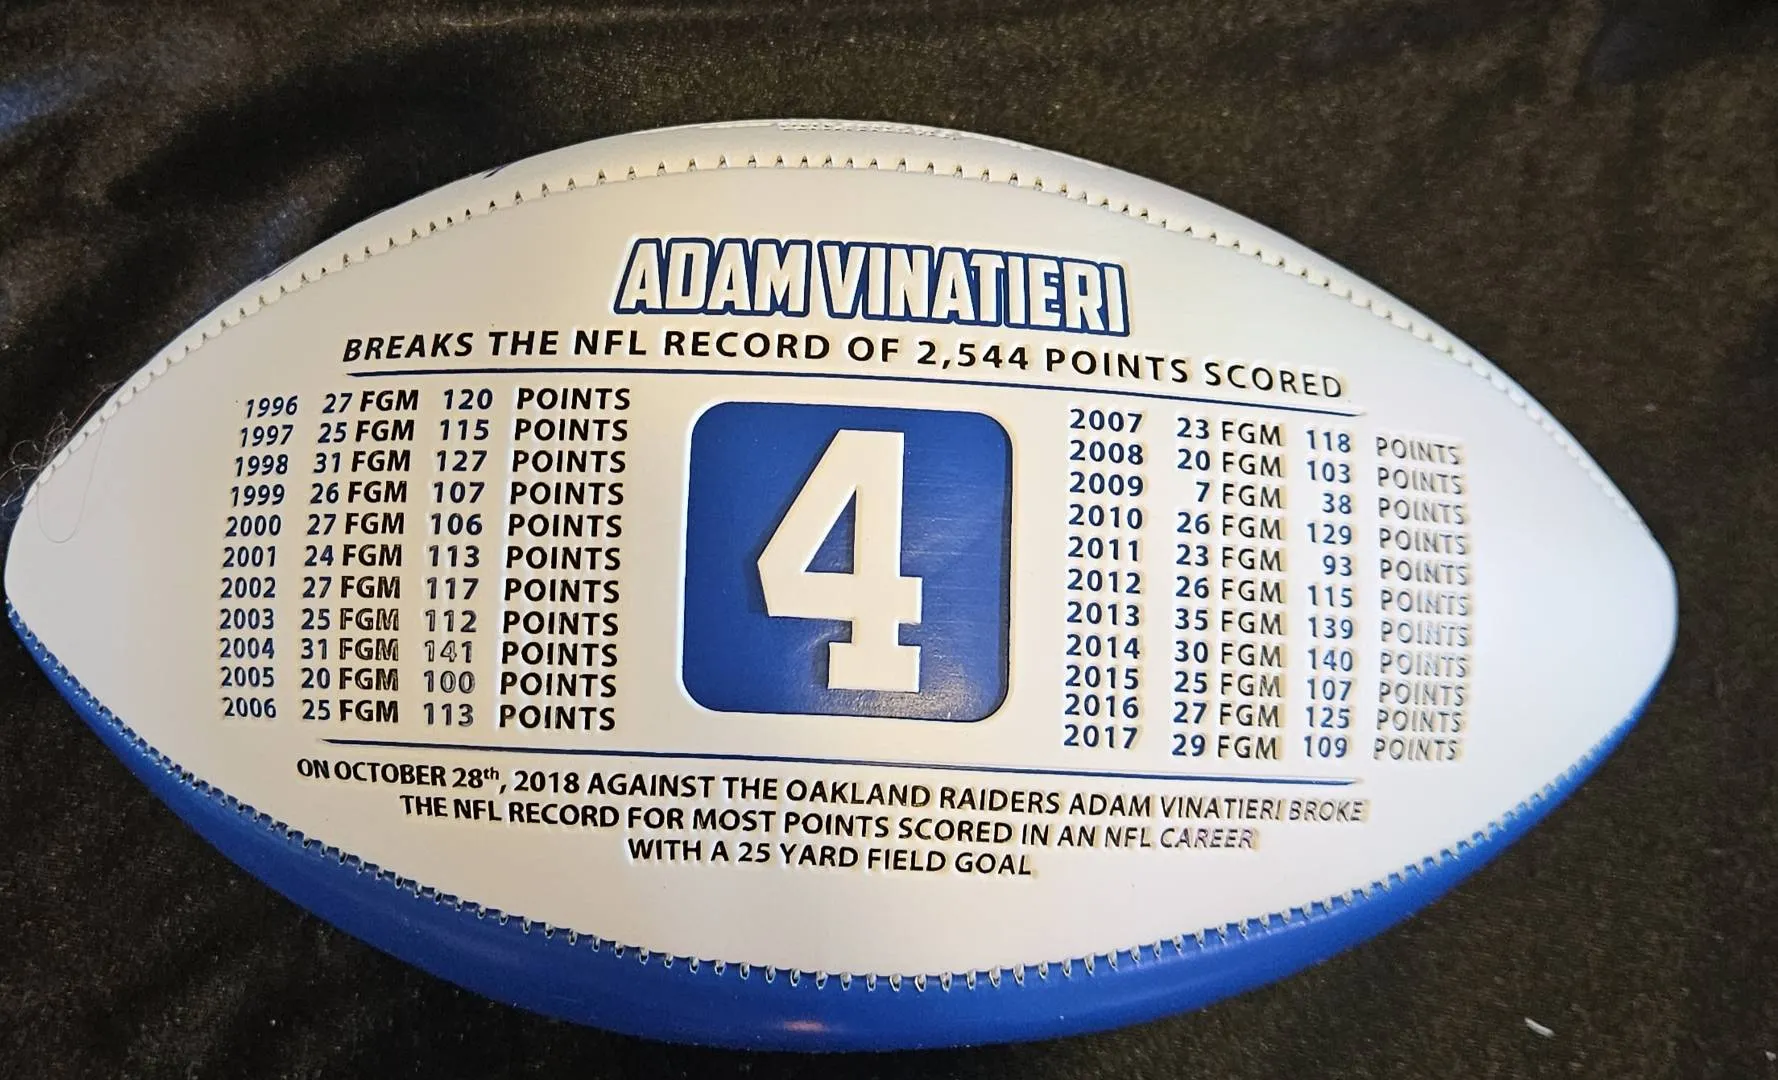 ADAM VINATIERI
BREAKS THE NFL RECORD OF 2,544 POINTS SCORED
1996 27 FGM 120 POINTS
1997 25 FGM 115 POINTS
1998 31 FGM 127 POINTS
1999 26 FGM 107 POINTS
2000 27 FGM 106 POINTS
2001 24 FGM 113 POINTS
2002 27 FGM 117 POINTS
2003 25 FGM 112 POINTS
2004 31 FGM 141 POINTS
2005 20 FGM 100 POINTS
2006 25 FGM 113 POINTS
4
2007 23 FGM 118 POINTS
2008 20 FGM 103 POINTS
2009 7 FGM 38 POINTS
2010 26 FGM 129 POINTS
2011 23 FGM 93 POINTS
2012 26 FGM 115 POINTS
2013 35 FGM 139 POINTS
2014 30 FGM 140 POINTS
2015 25 FGM 107 POINTS
2016 27 FGM 125 POINTS
2017 29 FGM 109 POINTS
ON OCTOBER 28th, 2018 AGAINST THE OAKLAND RAIDERS ADAM VINATIERI BROKE
THE NFL RECORD FOR MOST POINTS SCORED IN AN NFL CAREER
WITH A 25 YARD FIELD GOAL